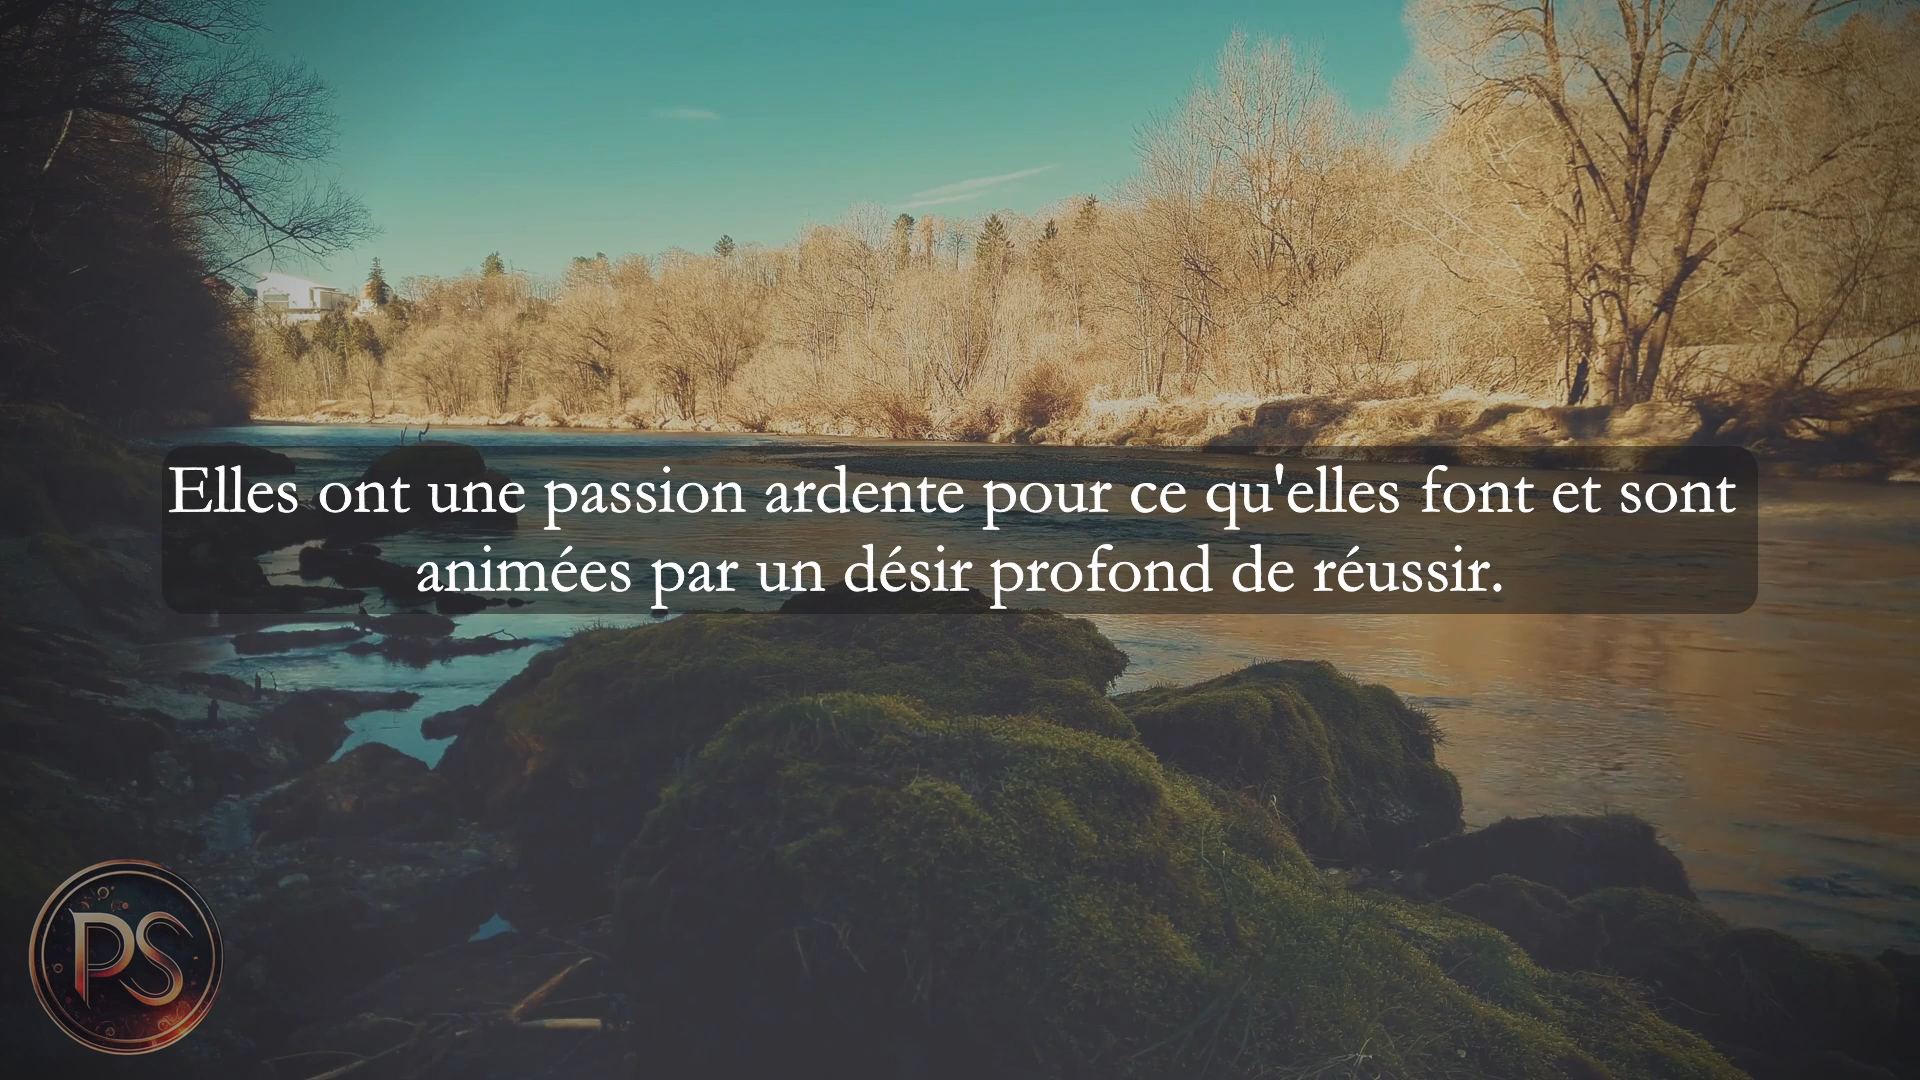 Elles ont une passion ardente pour ce qu'elles font et sont
animées par un désir profond de réussir.
PS